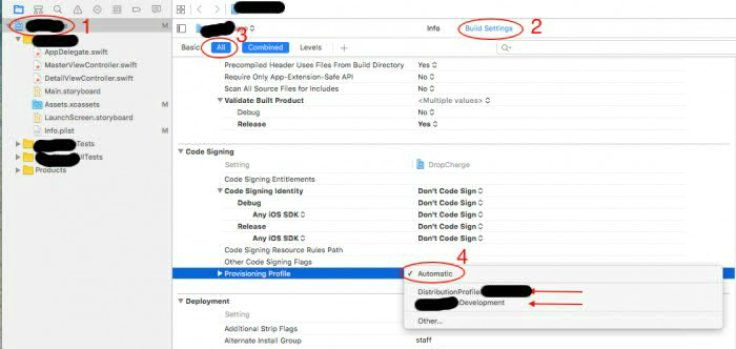 Info
Build Settings
2
1
M
3
Basic
All
Combined
Levels
+
AppDelegate.swift
MasterViewController.swift
DetailViewController.swift
Main.storyboard
Assets.xcassets
M
LaunchScreen.storyboard
Info.plist
M
Tests
Tests
Products
Precompiled Header Uses Files From Build Directory
Yes
Require Only App-Extension-Safe API
No
Scan All Source Files for Includes
No
Validate Built Product
<Multiple values>
Debug
No
Release
Yes
Code Signing
Setting
DropCharge
Code Signing Entitlements
Code Signing Identity
Don't Code Sign
Debug
Don't Code Sign
Any iOS SDK
Don't Code Sign
Release
Don't Code Sign
Any iOS SDK
Don't Code Sign
Code Signing Resource Rules Path
Other Code Signing Flags
4
Provisioning Profile
✓ Automatic
DistributionProfile
Development
Other...
Deployment
Setting
Additional Strip Flags
Alternate Install Group
staff